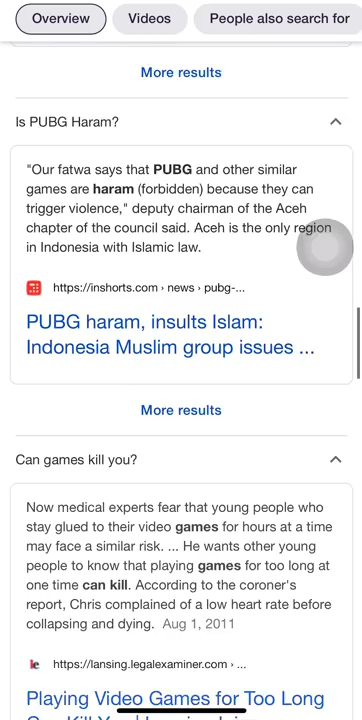 Overview
Videos
People also search for
More results
Is PUBG Haram?
"Our fatwa says that PUBG and other similar
games are haram (forbidden) because they can
trigger violence," deputy chairman of the Aceh
chapter of the council said. Aceh is the only region
in Indonesia with Islamic law.
https://inshorts.com › news › pubg-...
PUBG haram, insults Islam:
Indonesia Muslim group issues ...
More results
Can games kill you?
Now medical experts fear that young people who
stay glued to their video games for hours at a time
may face a similar risk. ... He wants other young
people to know that playing games for too long at
one time can kill. According to the coroner's
report, Chris complained of a low heart rate before
collapsing and dying. Aug 1, 2011
le
https://lansing.legalexaminer.com › ...
Playing Video Games for Too Long